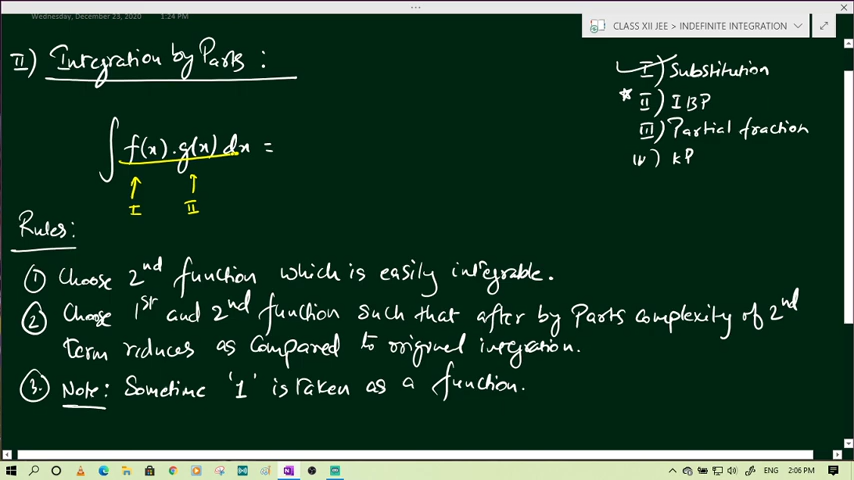 Wednesday, December 23, 2020 1:24 PM
CLASS XII JEE > INDEFINITE INTEGRATION
II) Integration by Parts :
I) Substitution
II) IBP
III) Partial fraction
IV) KP
∫ f(x).g(x) dx =
I II
Rules:
① Choose 2nd function which is easily integrable.
② Choose 1st and 2nd function such that after by Parts complexity of 2nd
term reduces as compared to original integration.
③. Note: Sometime '1' is taken as a function.
ENG 2:06 PM